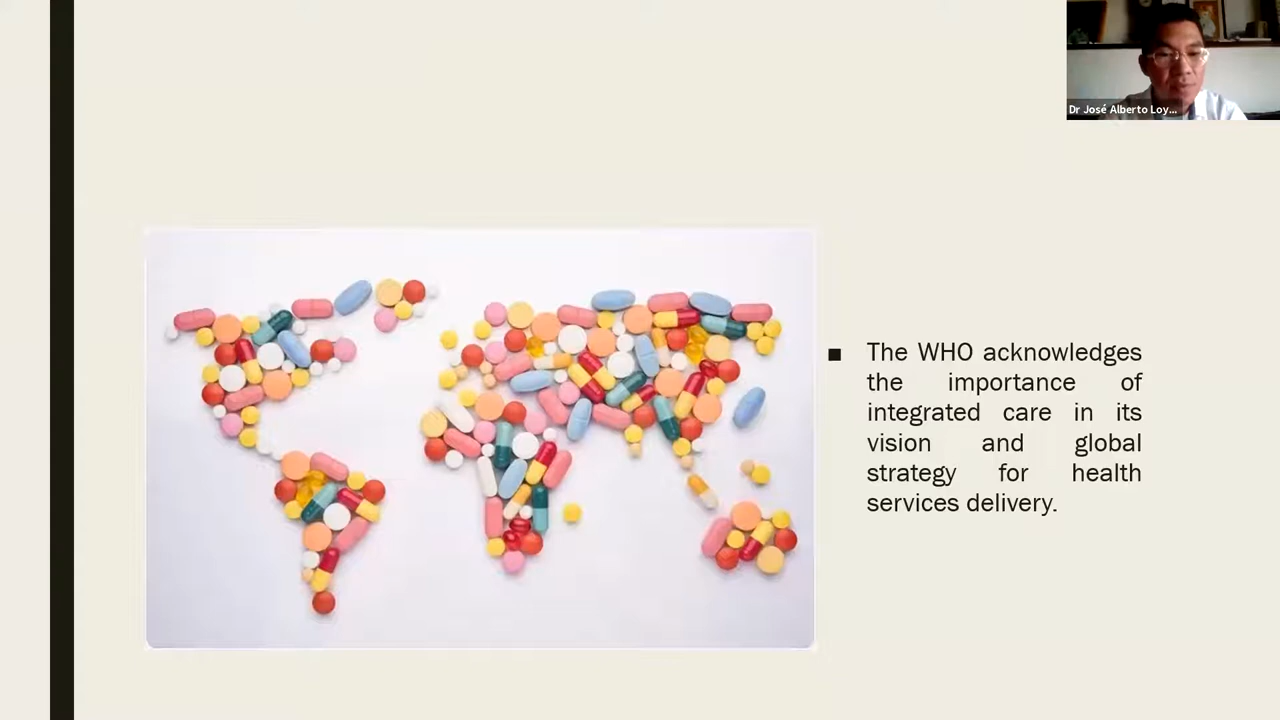 Dr José Alberto Loy...
■ The WHO acknowledges
the importance of
integrated care in its
vision and global
strategy for health
services delivery.